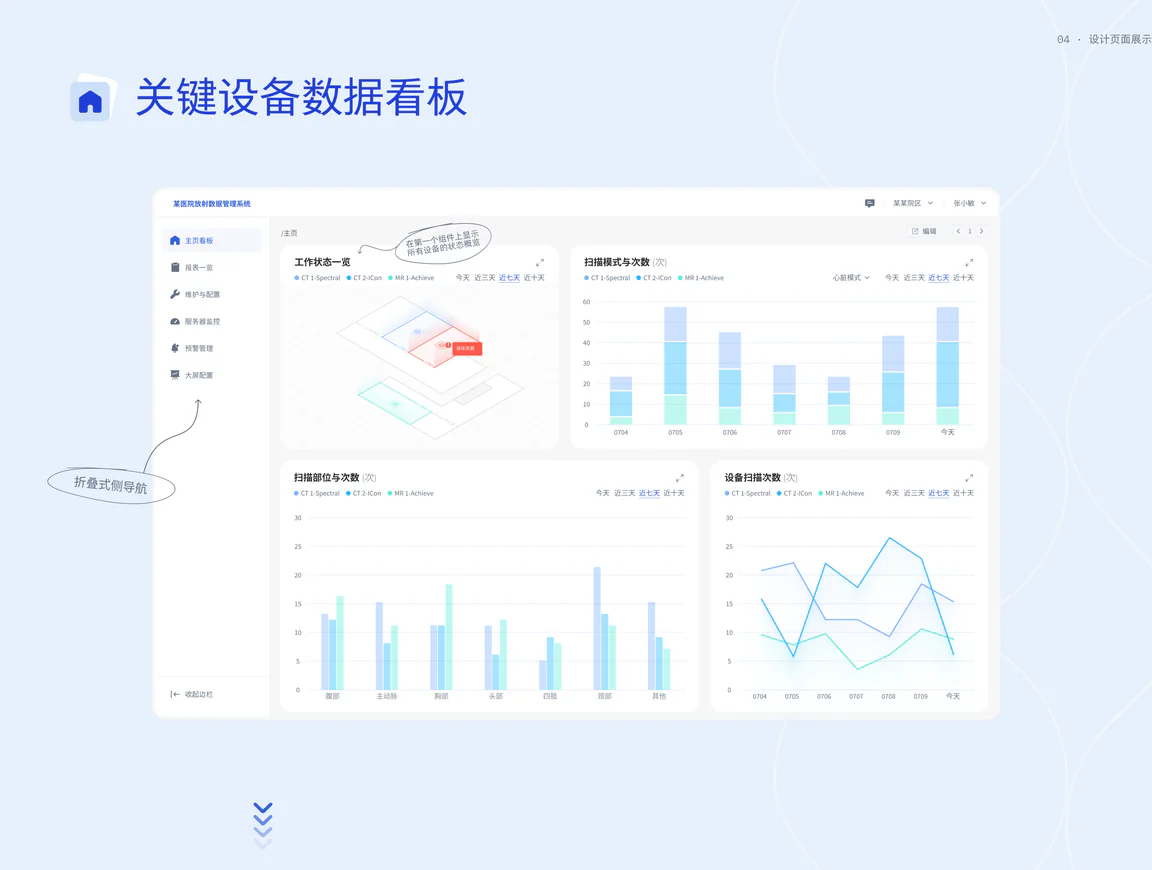 04 · 设计页面展示
关键设备数据看板
某医院放射数据管理系统
某某院区
张小敏
主页看板
报表一览
维护与配置
服务器监控
预警管理
大屏配置
收起边栏
折叠式侧导航
/主页
编辑
1
在第一个组件上显示
所有设备的状态概览
工作状态一览
CT 1-Spectral CT 2-ICon MR 1-Achieve
今天 近三天 近七天 近十天
扫描模式与次数 (次)
CT 1-Spectral CT 2-ICon MR 1-Achieve
心脏模式
今天 近三天 近七天 近十天
60
50
40
30
20
10
0
0704 0705 0706 0707 0708 0709 今天
扫描部位与次数 (次)
CT 1-Spectral CT 2-ICon MR 1-Achieve
今天 近三天 近七天 近十天
30
25
20
15
10
5
0
腹部 主动脉 胸部 头部 四肢 颈部 其他
设备扫描次数 (次)
CT 1-Spectral CT 2-ICon MR 1-Achieve
今天 近三天 近七天 近十天
30
25
20
15
10
5
0
0704 0705 0706 0707 0708 0709 今天